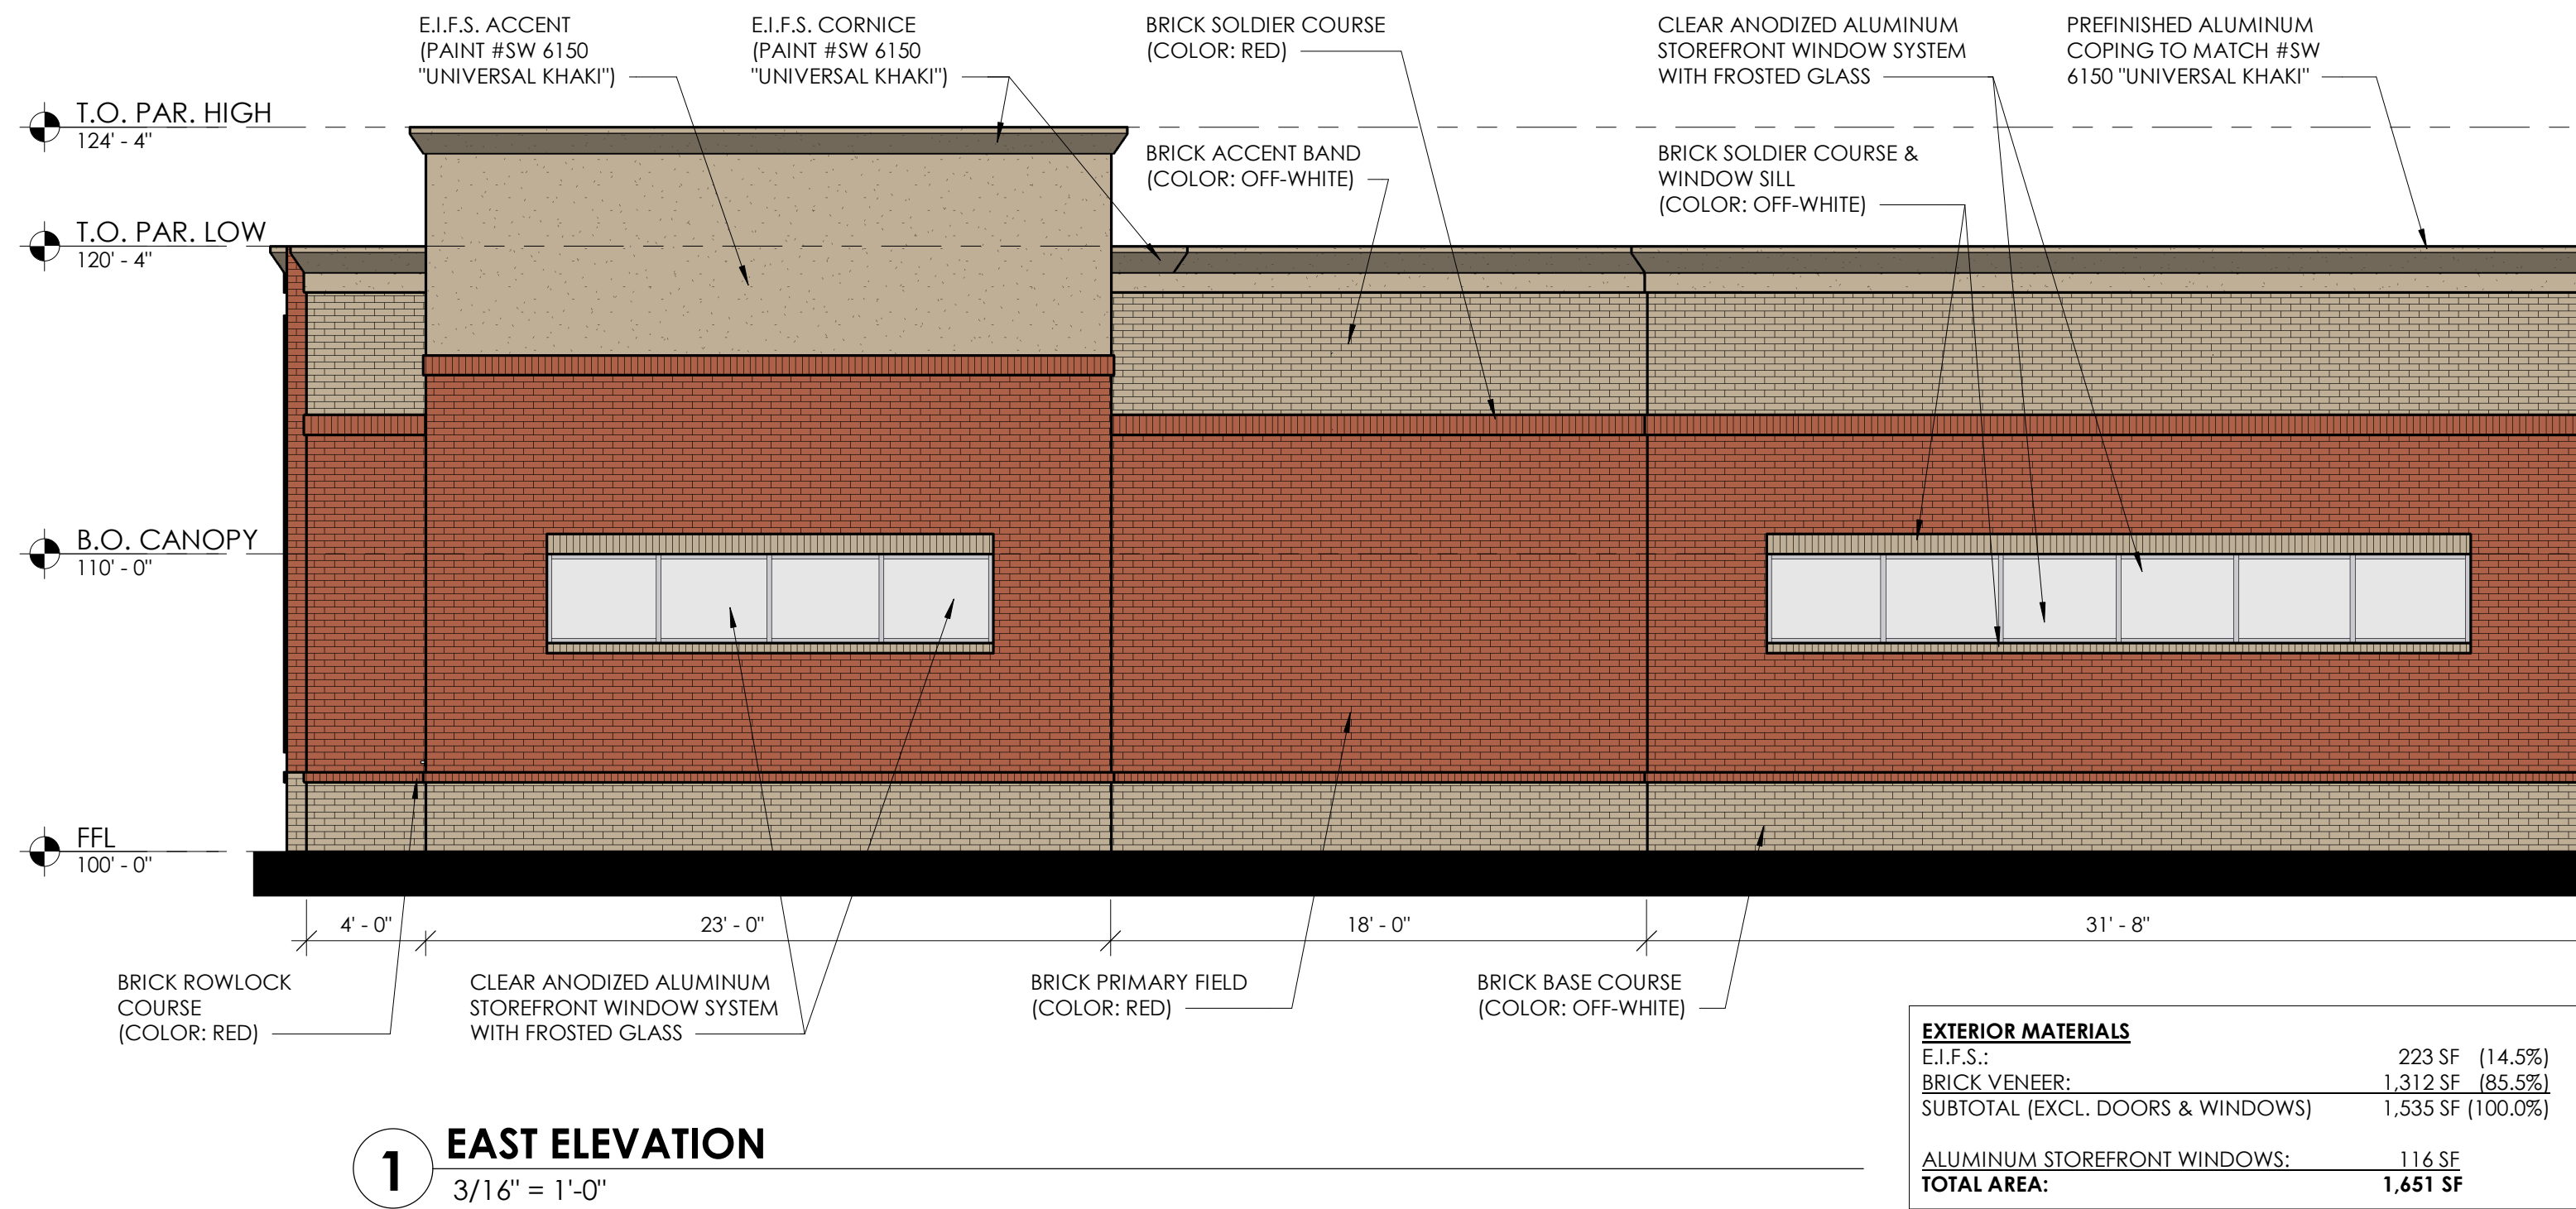 E.I.F.S. ACCENT
(PAINT #SW 6150
"UNIVERSAL KHAKI")
E.I.F.S. CORNICE
(PAINT #SW 6150
"UNIVERSAL KHAKI")
BRICK SOLDIER COURSE
(COLOR: RED)
CLEAR ANODIZED ALUMINUM
STOREFRONT WINDOW SYSTEM
WITH FROSTED GLASS
PREFINISHED ALUMINUM
COPING TO MATCH #SW
6150 "UNIVERSAL KHAKI"
T.O. PAR. HIGH
124' - 4"
BRICK ACCENT BAND
(COLOR: OFF-WHITE)
BRICK SOLDIER COURSE &
WINDOW SILL
(COLOR: OFF-WHITE)
T.O. PAR. LOW
120' - 4"
B.O. CANOPY
110' - 0"
FFL
100' - 0"
4' - 0"
23' - 0"
18' - 0"
31' - 8"
BRICK ROWLOCK
COURSE
(COLOR: RED)
CLEAR ANODIZED ALUMINUM
STOREFRONT WINDOW SYSTEM
WITH FROSTED GLASS
BRICK PRIMARY FIELD
(COLOR: RED)
BRICK BASE COURSE
(COLOR: OFF-WHITE)
EXTERIOR MATERIALS
E.I.F.S.: 223 SF (14.5%)
BRICK VENEER: 1,312 SF (85.5%)
SUBTOTAL (EXCL. DOORS & WINDOWS) 1,535 SF (100.0%)
ALUMINUM STOREFRONT WINDOWS: 116 SF
TOTAL AREA: 1,651 SF
1 EAST ELEVATION
3/16" = 1'-0"